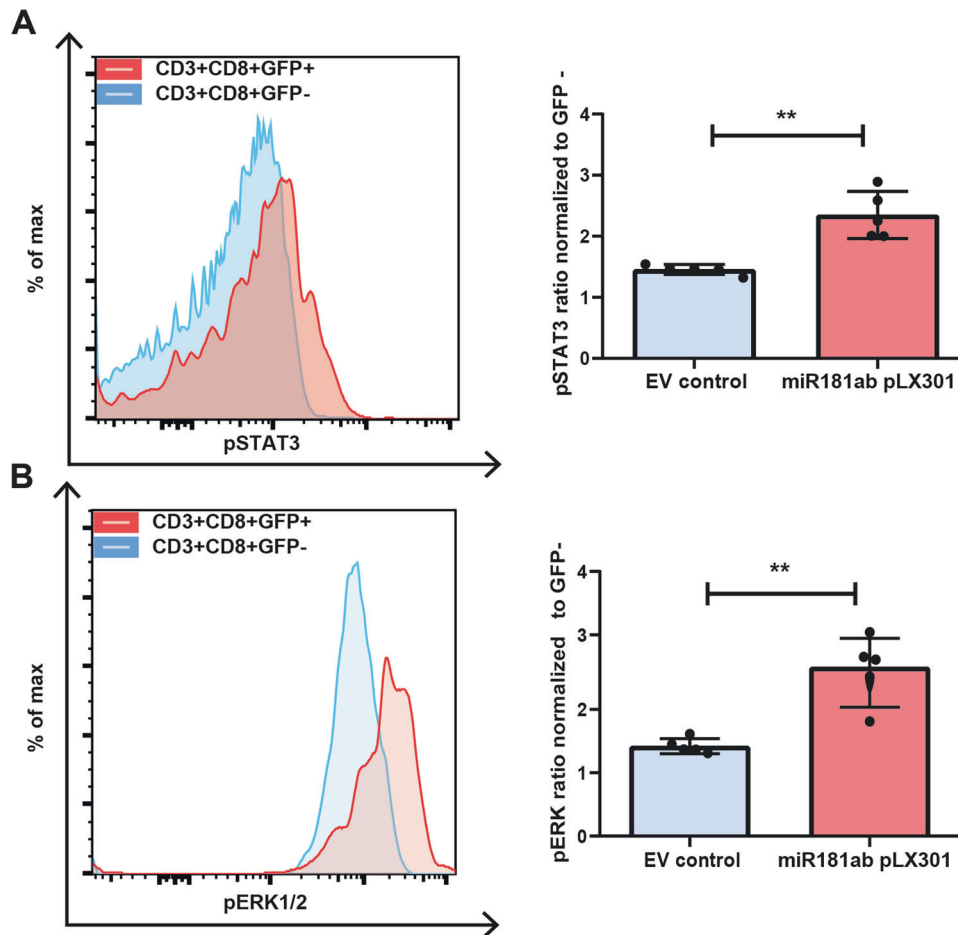 A
CD3+CD8+GFP+
CD3+CD8+GFP-
% of max
pSTAT3
pSTAT3 ratio normalized to GFP -
4
3
2
1
0
**
EV control
miR181ab pLX301
B
CD3+CD8+GFP+
CD3+CD8+GFP-
% of max
pERK1/2
pERK ratio normalized to GFP-
4
3
2
1
0
**
EV control
miR181ab pLX301